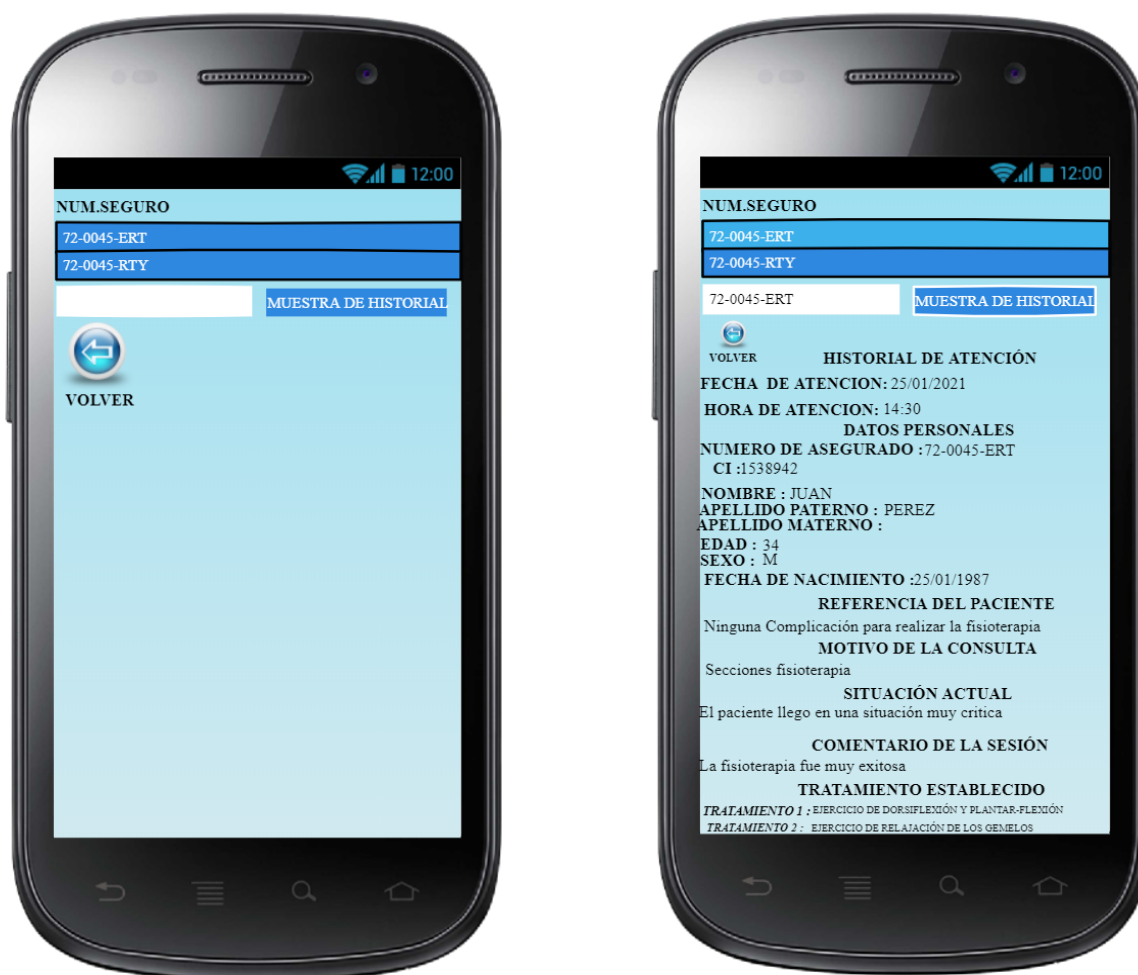 12:00
NUM.SEGURO
72-0045-ERT
72-0045-RTY
MUESTRA DE HISTORIAL
VOLVER
12:00
NUM.SEGURO
72-0045-ERT
72-0045-RTY
72-0045-ERT MUESTRA DE HISTORIAL
VOLVER HISTORIAL DE ATENCIÓN
FECHA DE ATENCION: 25/01/2021
HORA DE ATENCION: 14:30
DATOS PERSONALES
NUMERO DE ASEGURADO :72-0045-ERT
CI :1538942
NOMBRE : JUAN
APELLIDO PATERNO : PEREZ
APELLIDO MATERNO :
EDAD : 34
SEXO : M
FECHA DE NACIMIENTO :25/01/1987
REFERENCIA DEL PACIENTE
Ninguna Complicación para realizar la fisioterapia
MOTIVO DE LA CONSULTA
Secciones fisioterapia
SITUACIÓN ACTUAL
El paciente llego en una situación muy critica
COMENTARIO DE LA SESIÓN
La fisioterapia fue muy exitosa
TRATAMIENTO ESTABLECIDO
TRATAMIENTO 1 : EJERCICIO DE DORSIFLEXIÓN Y PLANTAR-FLEXIÓN
TRATAMIENTO 2 : EJERCICIO DE RELAJACIÓN DE LOS GEMELOS